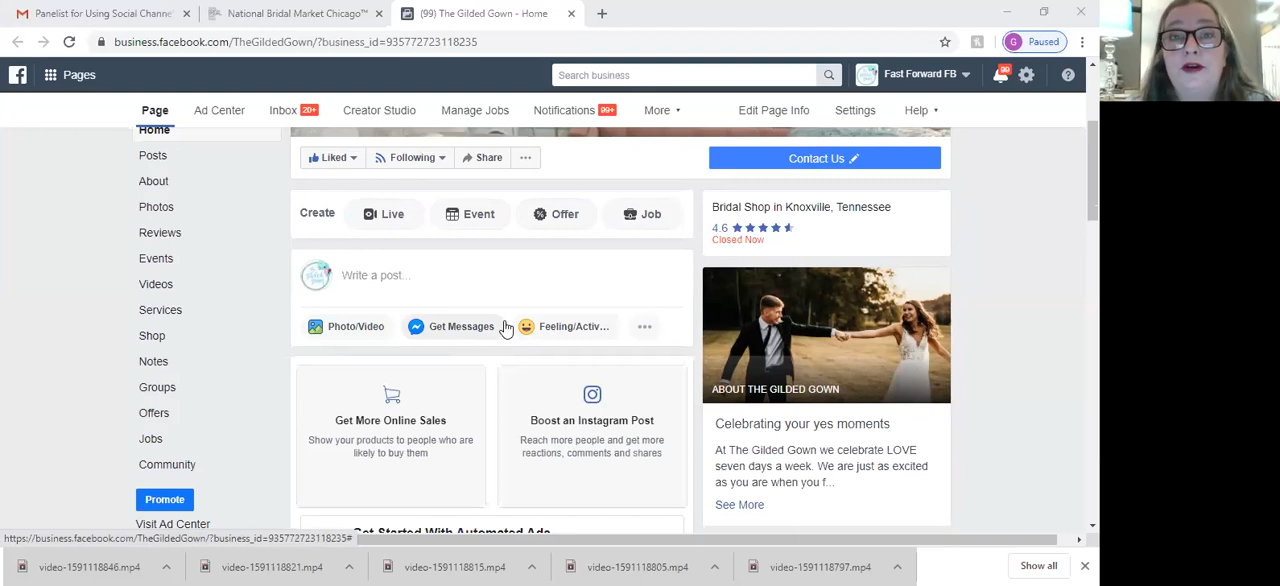 Panelist for Using Social Channe
National Bridal Market Chicago™
(99) The Gilded Gown - Home
business.facebook.com/TheGildedGown/?business_id=935772723118235
G Paused
Pages
Search business
Fast Forward FB
99
Page
Ad Center
Inbox 20+
Creator Studio
Manage Jobs
Notifications 99+
More
Edit Page Info
Settings
Help
Home
Posts
About
Photos
Reviews
Events
Videos
Services
Shop
Notes
Groups
Offers
Jobs
Community
Promote
Visit Ad Center
Liked
Following
Share
...
Contact Us
Create
Live
Event
Offer
Job
Write a post...
Photo/Video
Get Messages
Feeling/Activ...
...
Get More Online Sales
Show your products to people who are
likely to buy them
Boost an Instagram Post
Reach more people and get more
reactions, comments and shares
Get Started With Automated Ads
Bridal Shop in Knoxville, Tennessee
4.6
Closed Now
ABOUT THE GILDED GOWN
Celebrating your yes moments
At The Gilded Gown we celebrate LOVE
seven days a week. We are just as excited
as you are when you f...
See More
https://business.facebook.com/TheGildedGown/?business_id=935772723118235#
video-1591118846.mp4
video-1591118821.mp4
video-1591118815.mp4
video-1591118805.mp4
video-1591118797.mp4
Show all